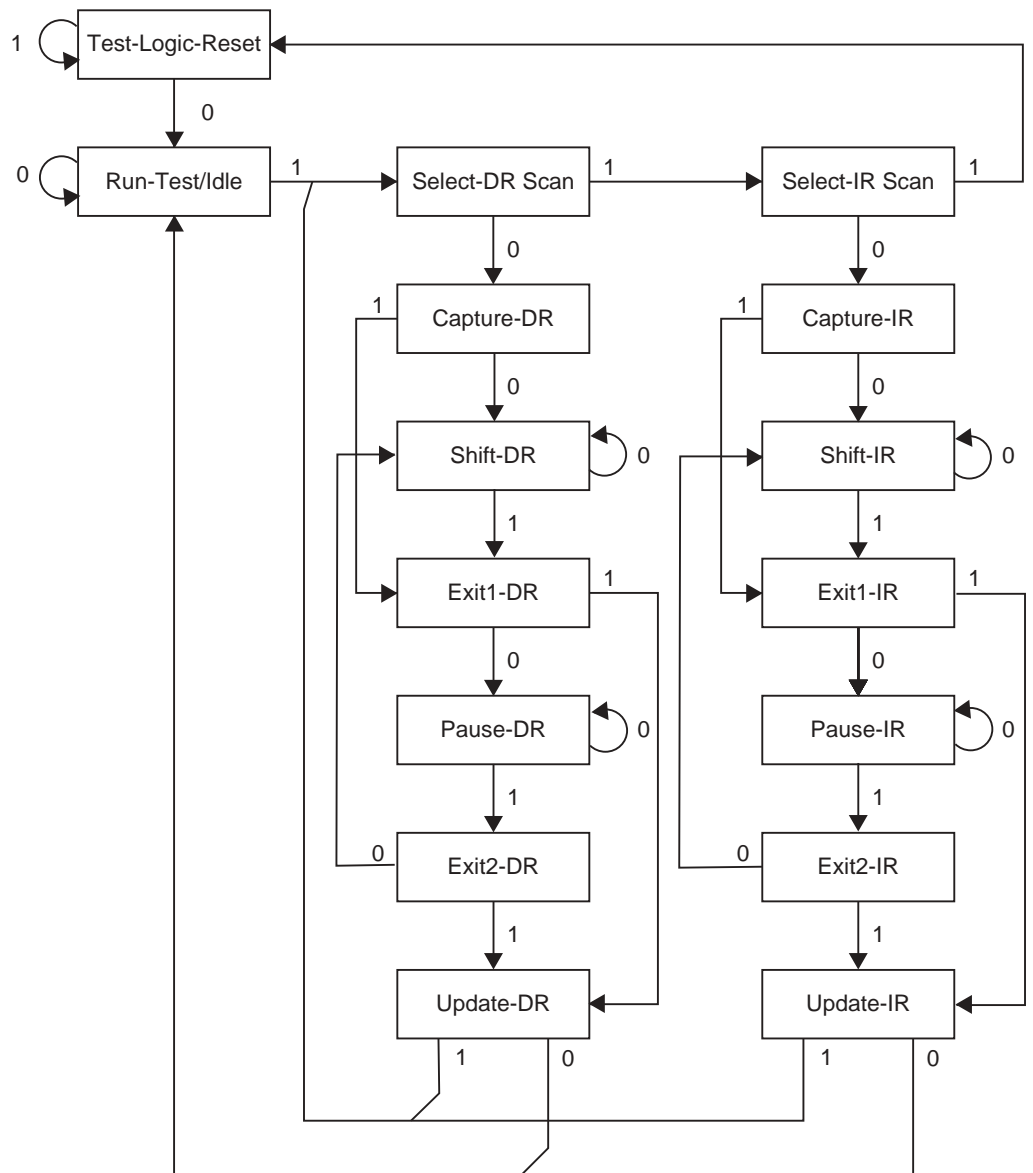 1 Test-Logic-Reset
0
0 Run-Test/Idle 1 Select-DR Scan 1 Select-IR Scan 1
0 0
1 Capture-DR 1 Capture-IR
0 0
Shift-DR 0 Shift-IR 0
1 1
Exit1-DR 1 Exit1-IR 1
0 0
Pause-DR 0 Pause-IR 0
1 1
0 Exit2-DR 0 Exit2-IR
1 1
Update-DR Update-IR
1 0 1 0